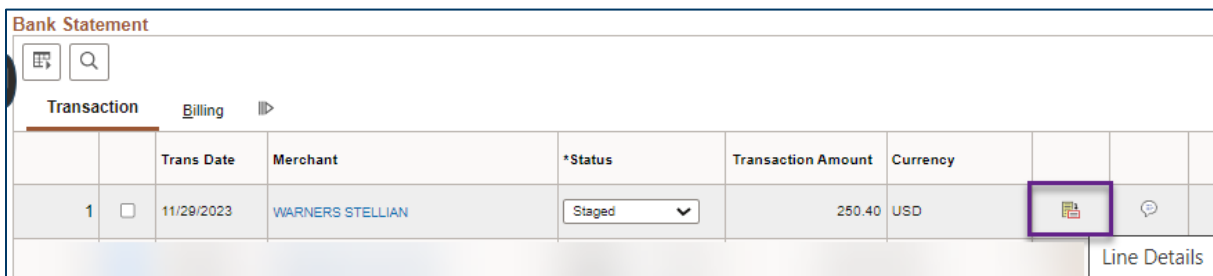 Bank Statement
Transaction Billing
Trans Date Merchant *Status Transaction Amount Currency
1 11/29/2023 WARNERS STELLIAN Staged 250.40 USD
Line Details